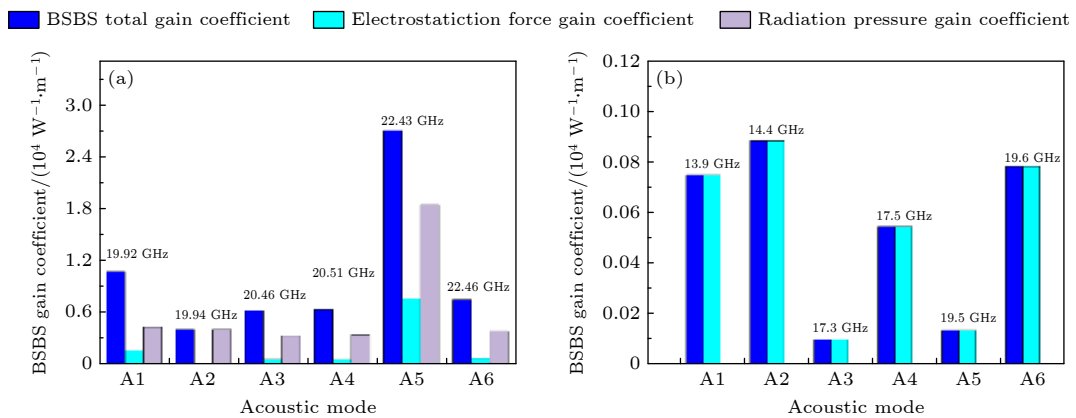 BSBS total gain coefficient Electrostatiction force gain coefficient Radiation pressure gain coefficient
(a)
BSBS gain coefficient/(10⁴ W⁻¹·m⁻¹)
3.0
2.4
1.8
1.2
0.6
0
19.92 GHz
19.94 GHz
20.46 GHz
20.51 GHz
22.43 GHz
22.46 GHz
A1 A2 A3 A4 A5 A6
Acoustic mode
(b)
BSBS gain coefficient/(10⁴ W⁻¹·m⁻¹)
0.12
0.10
0.08
0.06
0.04
0.02
0
13.9 GHz
14.4 GHz
17.3 GHz
17.5 GHz
19.5 GHz
19.6 GHz
A1 A2 A3 A4 A5 A6
Acoustic mode